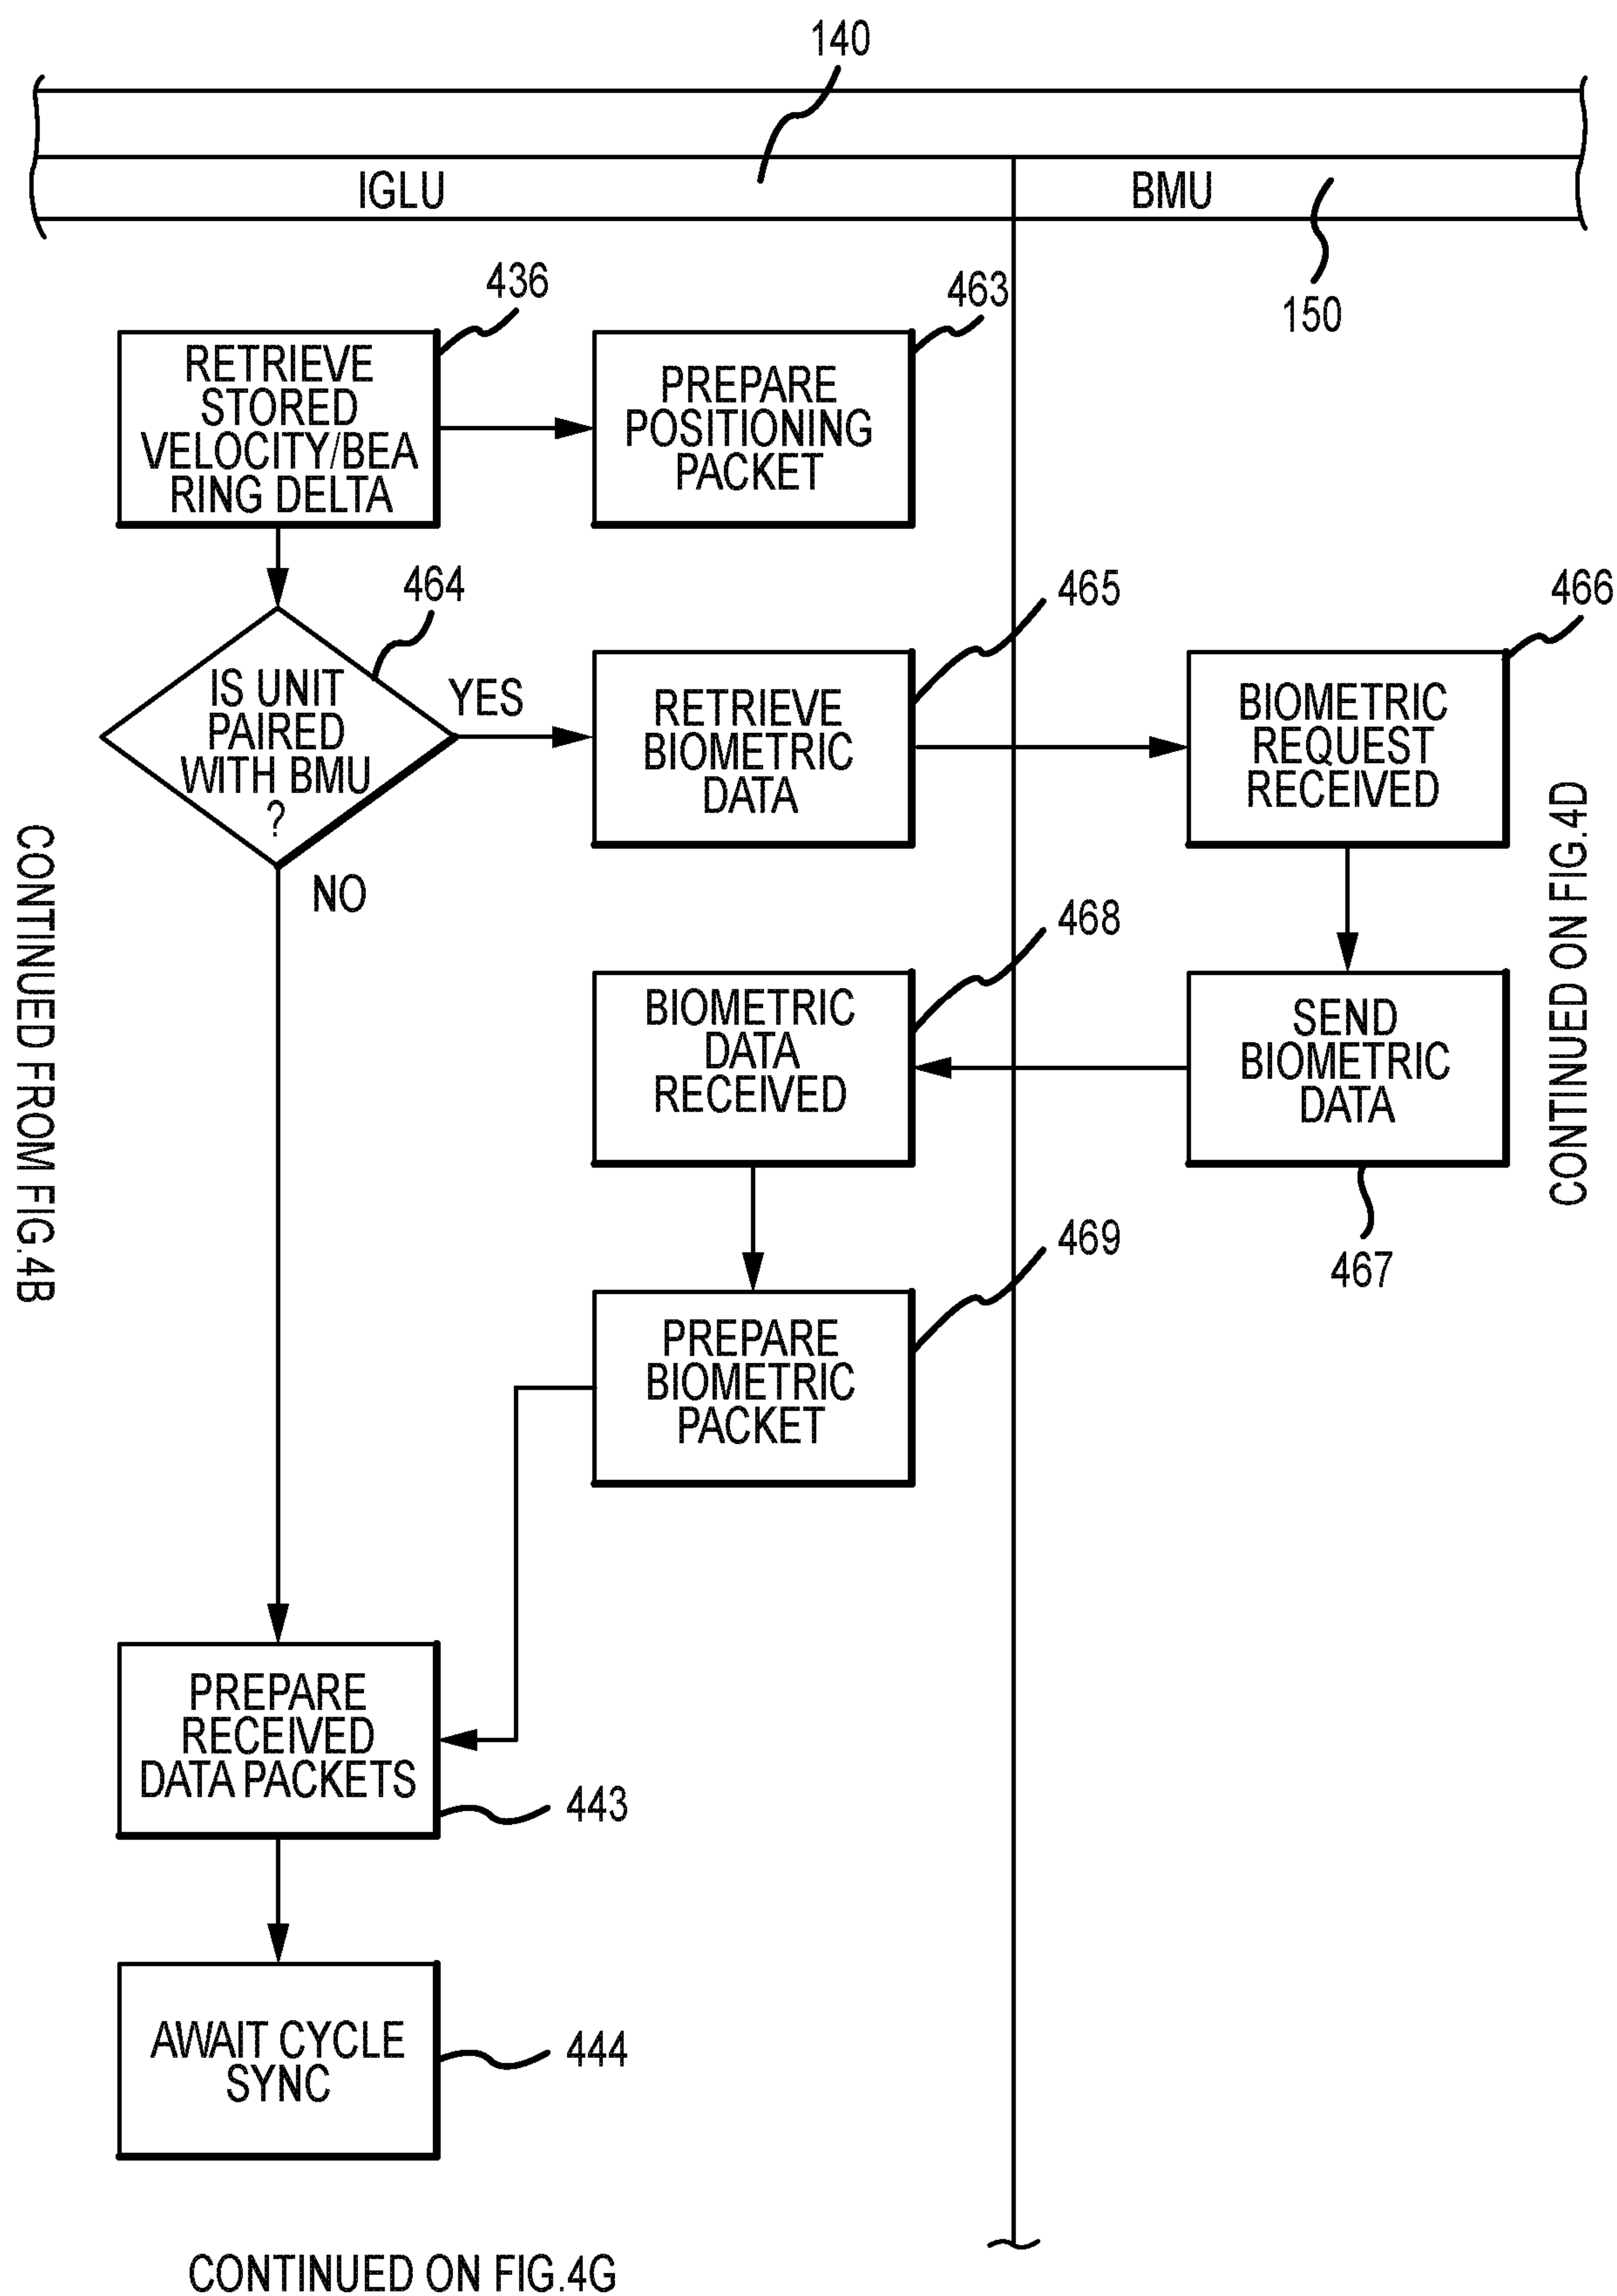 140
IGLU
BMU
150
436
463
RETRIEVE
STORED
VELOCITY/BEA
RING DELTA
PREPARE
POSITIONING
PACKET
464
465
466
IS UNIT
PAIRED
WITH BMU
?
YES
NO
RETRIEVE
BIOMETRIC
DATA
BIOMETRIC
REQUEST
RECEIVED
CONTINUED FROM FIG.4B
CONTINUED ON FIG.4D
468
BIOMETRIC
DATA
RECEIVED
SEND
BIOMETRIC
DATA
467
469
PREPARE
BIOMETRIC
PACKET
PREPARE
RECEIVED
DATA PACKETS
443
AWAIT CYCLE
SYNC
444
CONTINUED ON FIG.4G